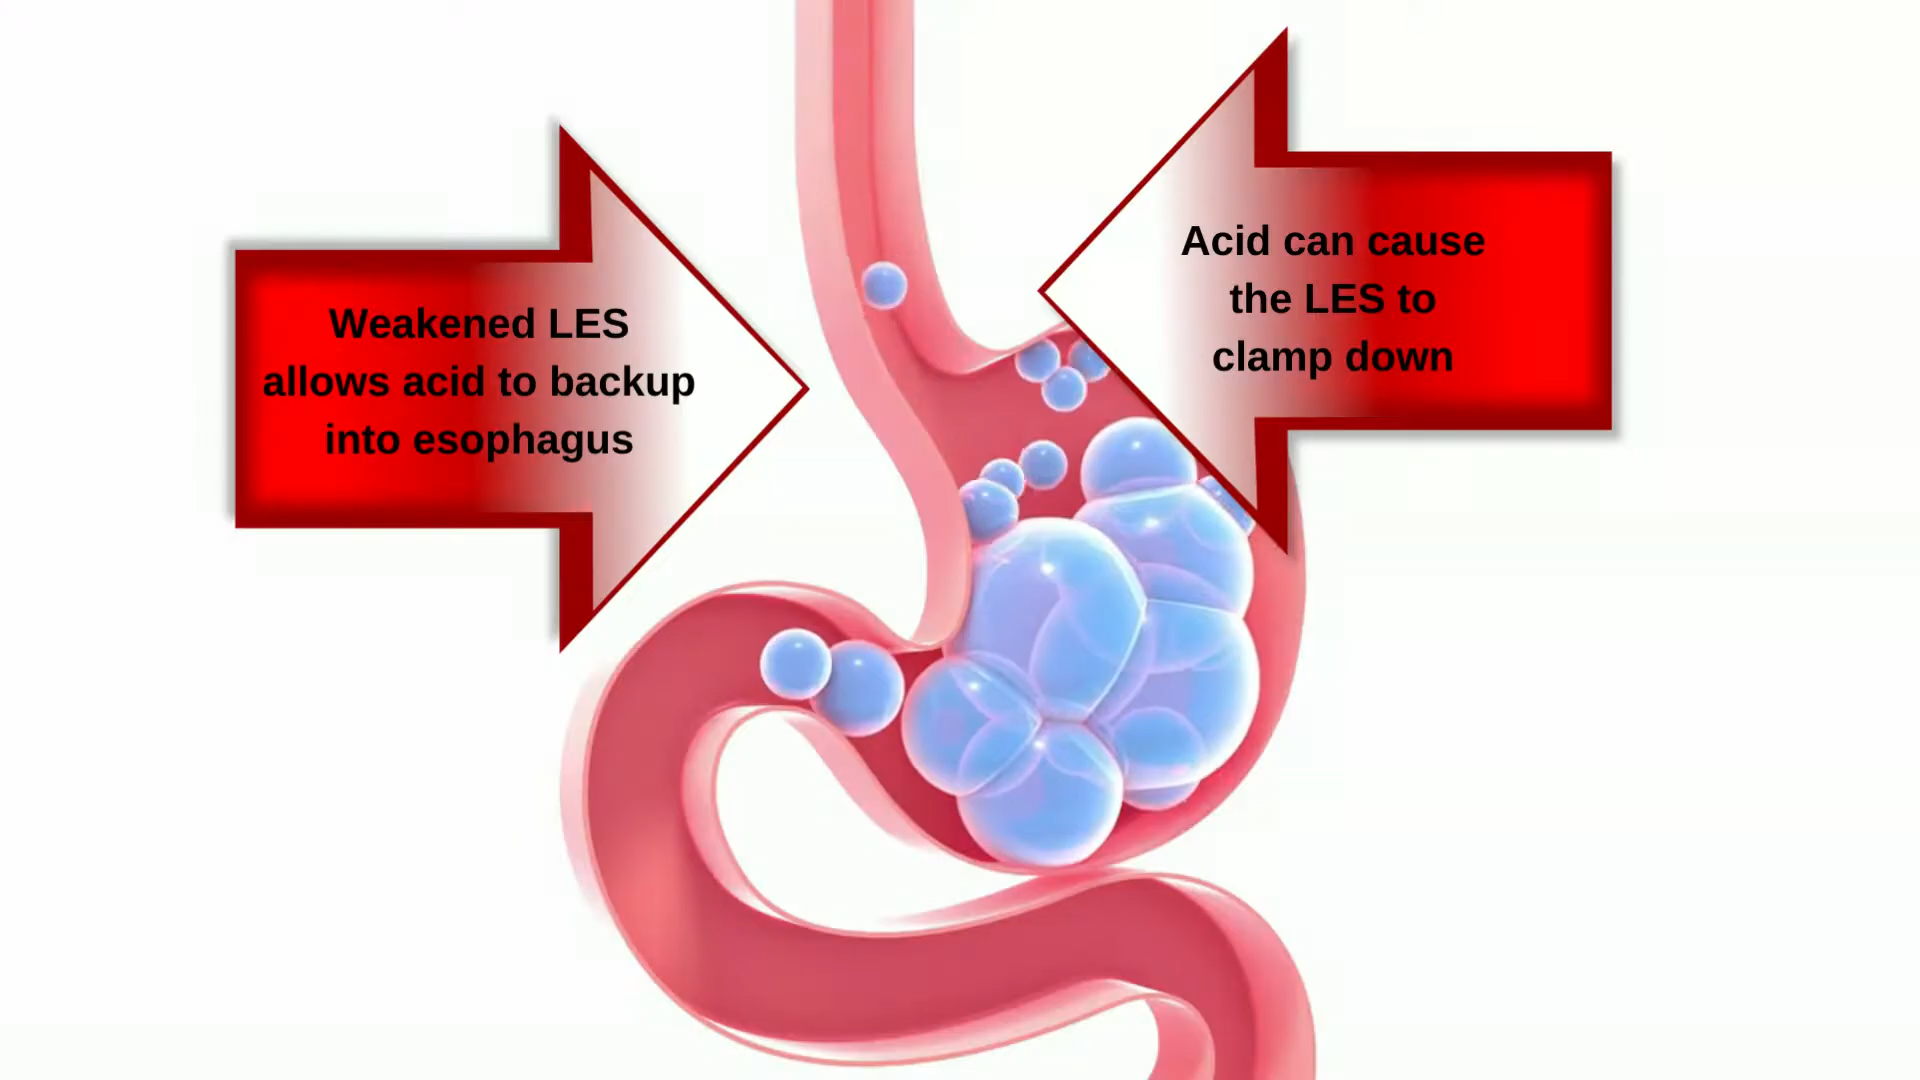 Weakened LES
allows acid to backup
into esophagus
Acid can cause
the LES to
clamp down